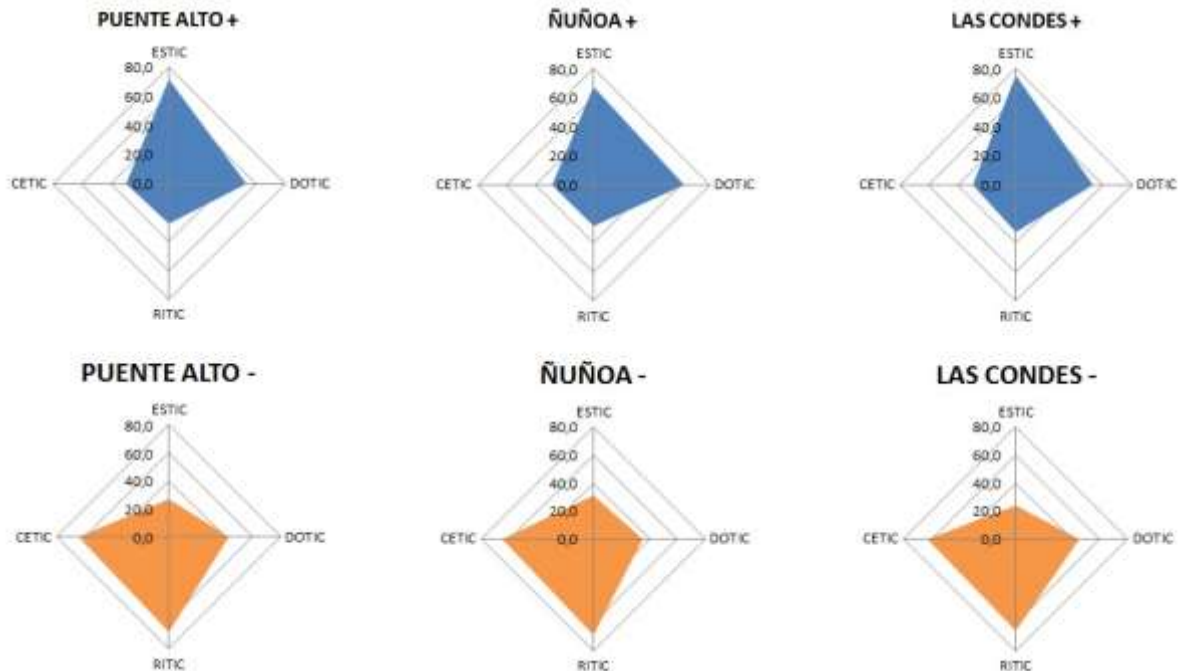 PUENTE ALTO +
ESTIC
80,0
60,0
40,0
20,0
0,0
CETIC
DOTIC
RITIC
ÑUÑOA +
ESTIC
80,0
60,0
40,0
20,0
0,0
CETIC
DOTIC
RITIC
LAS CONDES +
ESTIC
80,0
60,0
40,0
20,0
0,0
CETIC
DOTIC
RITIC
PUENTE ALTO -
ESTIC
80,0
60,0
40,0
20,0
0,0
CETIC
DOTIC
RITIC
ÑUÑOA -
ESTIC
80,0
60,0
40,0
20,0
0,0
CETIC
DOTIC
RITIC
LAS CONDES -
ESTIC
80,0
60,0
40,0
20,0
0,0
CETIC
DOTIC
RITIC